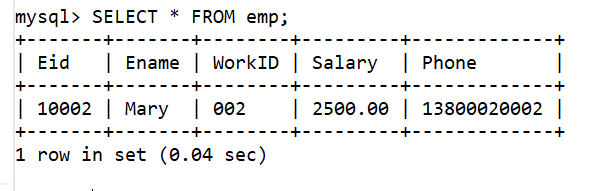 mysql> SELECT * FROM emp;
+-------+-------+--------+---------+-------------+
| Eid   | Ename | WorkID | Salary  | Phone       |
+-------+-------+--------+---------+-------------+
| 10002 | Mary  | 002    | 2500.00 | 13800020002 |
+-------+-------+--------+---------+-------------+
1 row in set (0.04 sec)